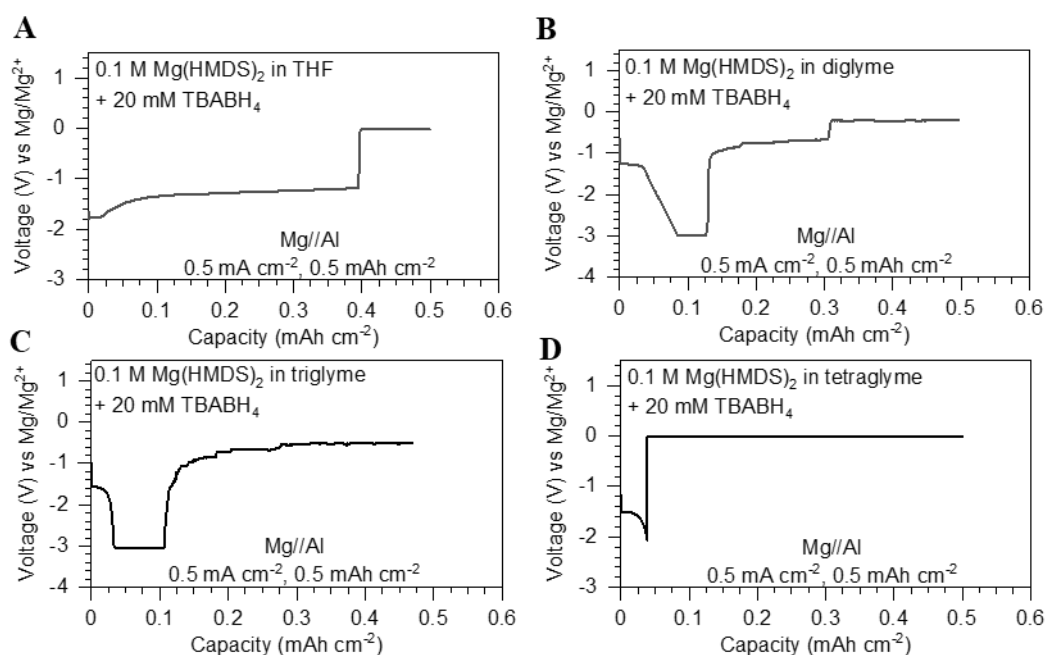 A
Voltage (V) vs Mg/Mg²⁺
1
0
-1
-2
-3
0.1 M Mg(HMDS)₂ in THF
+ 20 mM TBABH₄
Mg//Al
0.5 mA cm⁻², 0.5 mAh cm⁻²
0 0.1 0.2 0.3 0.4 0.5 0.6
Capacity (mAh cm⁻²)
B
Voltage (V) vs Mg/Mg²⁺
1
0
-1
-2
-3
-4
0.1 M Mg(HMDS)₂ in diglyme
+ 20 mM TBABH₄
Mg//Al
0.5 mA cm⁻², 0.5 mAh cm⁻²
0 0.1 0.2 0.3 0.4 0.5 0.6
Capacity (mAh cm⁻²)
C
Voltage (V) vs Mg/Mg²⁺
1
0
-1
-2
-3
-4
0.1 M Mg(HMDS)₂ in triglyme
+ 20 mM TBABH₄
Mg//Al
0.5 mA cm⁻², 0.5 mAh cm⁻²
0 0.1 0.2 0.3 0.4 0.5 0.6
Capacity (mAh cm⁻²)
D
Voltage (V) vs Mg/Mg²⁺
1
0
-1
-2
-3
0.1 M Mg(HMDS)₂ in tetraglyme
+ 20 mM TBABH₄
Mg//Al
0.5 mA cm⁻², 0.5 mAh cm⁻²
0 0.1 0.2 0.3 0.4 0.5 0.6
Capacity (mAh cm⁻²)